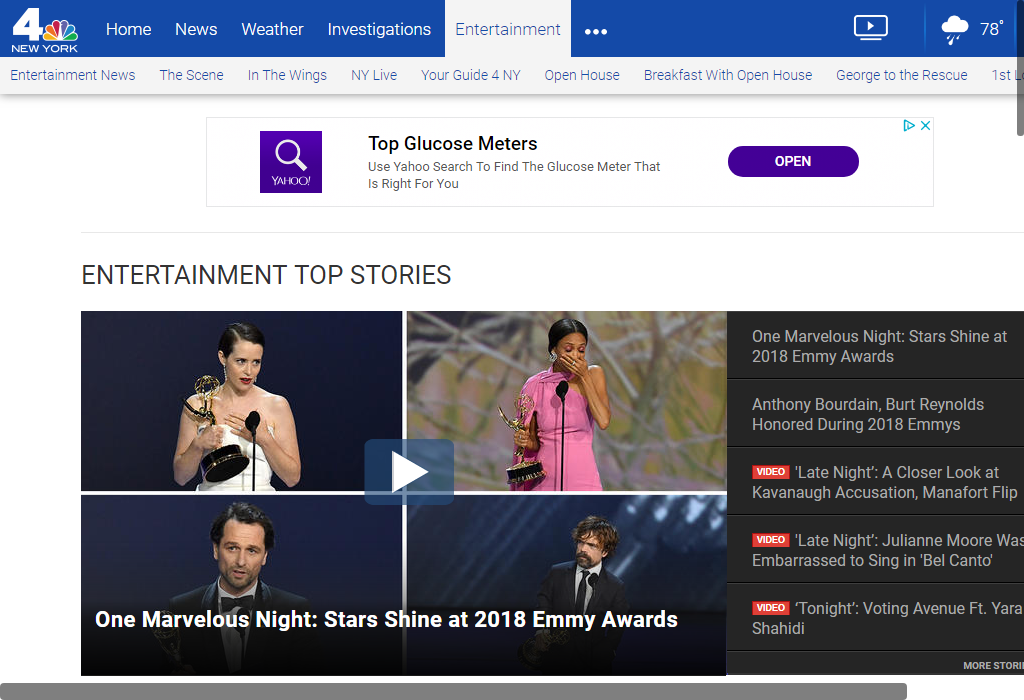 4
NEW YORK
Home
News
Weather
Investigations
Entertainment
78°
Entertainment News
The Scene
In The Wings
NY Live
Your Guide 4 NY
Open House
Breakfast With Open House
George to the Rescue
1st Lo
YAHOO!
Top Glucose Meters
Use Yahoo Search To Find The Glucose Meter That
Is Right For You
OPEN
ENTERTAINMENT TOP STORIES
One Marvelous Night: Stars Shine at 2018 Emmy Awards
One Marvelous Night: Stars Shine at
2018 Emmy Awards
Anthony Bourdain, Burt Reynolds
Honored During 2018 Emmys
VIDEO 'Late Night’: A Closer Look at
Kavanaugh Accusation, Manafort Flip
VIDEO 'Late Night’: Julianne Moore Was
Embarrassed to Sing in 'Bel Canto'
VIDEO ‘Tonight’: Voting Avenue Ft. Yara
Shahidi
MORE STORI